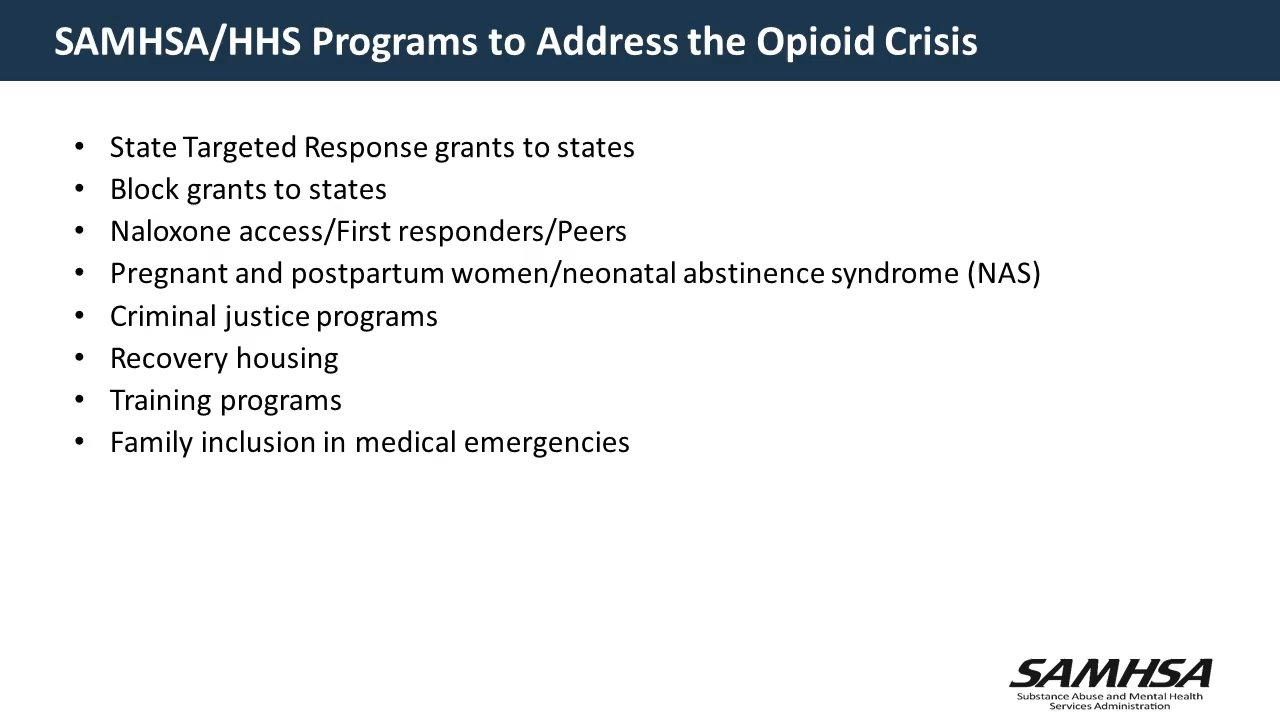 SAMHSA/HHS Programs to Address the Opioid Crisis
• State Targeted Response grants to states
• Block grants to states
• Naloxone access/First responders/Peers
• Pregnant and postpartum women/neonatal abstinence syndrome (NAS)
• Criminal justice programs
• Recovery housing
• Training programs
• Family inclusion in medical emergencies
SAMHSA
Substance Abuse and Mental Health
Services Administration